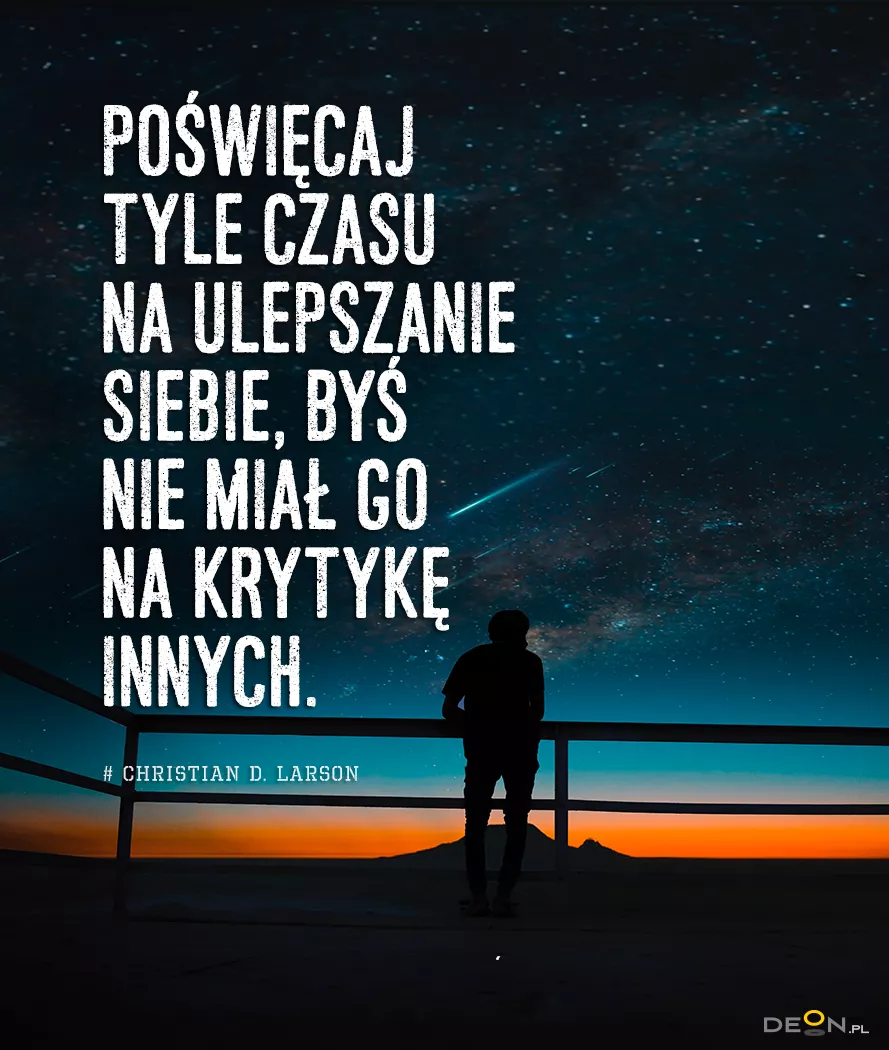 POŚWIĘCAJ
TYLE CZASU
NA ULEPSZANIE
SIEBIE, BYŚ
NIE MIAŁ GO
NA KRYTYKĘ
INNYCH.
# CHRISTIAN D. LARSON
DEON.PL